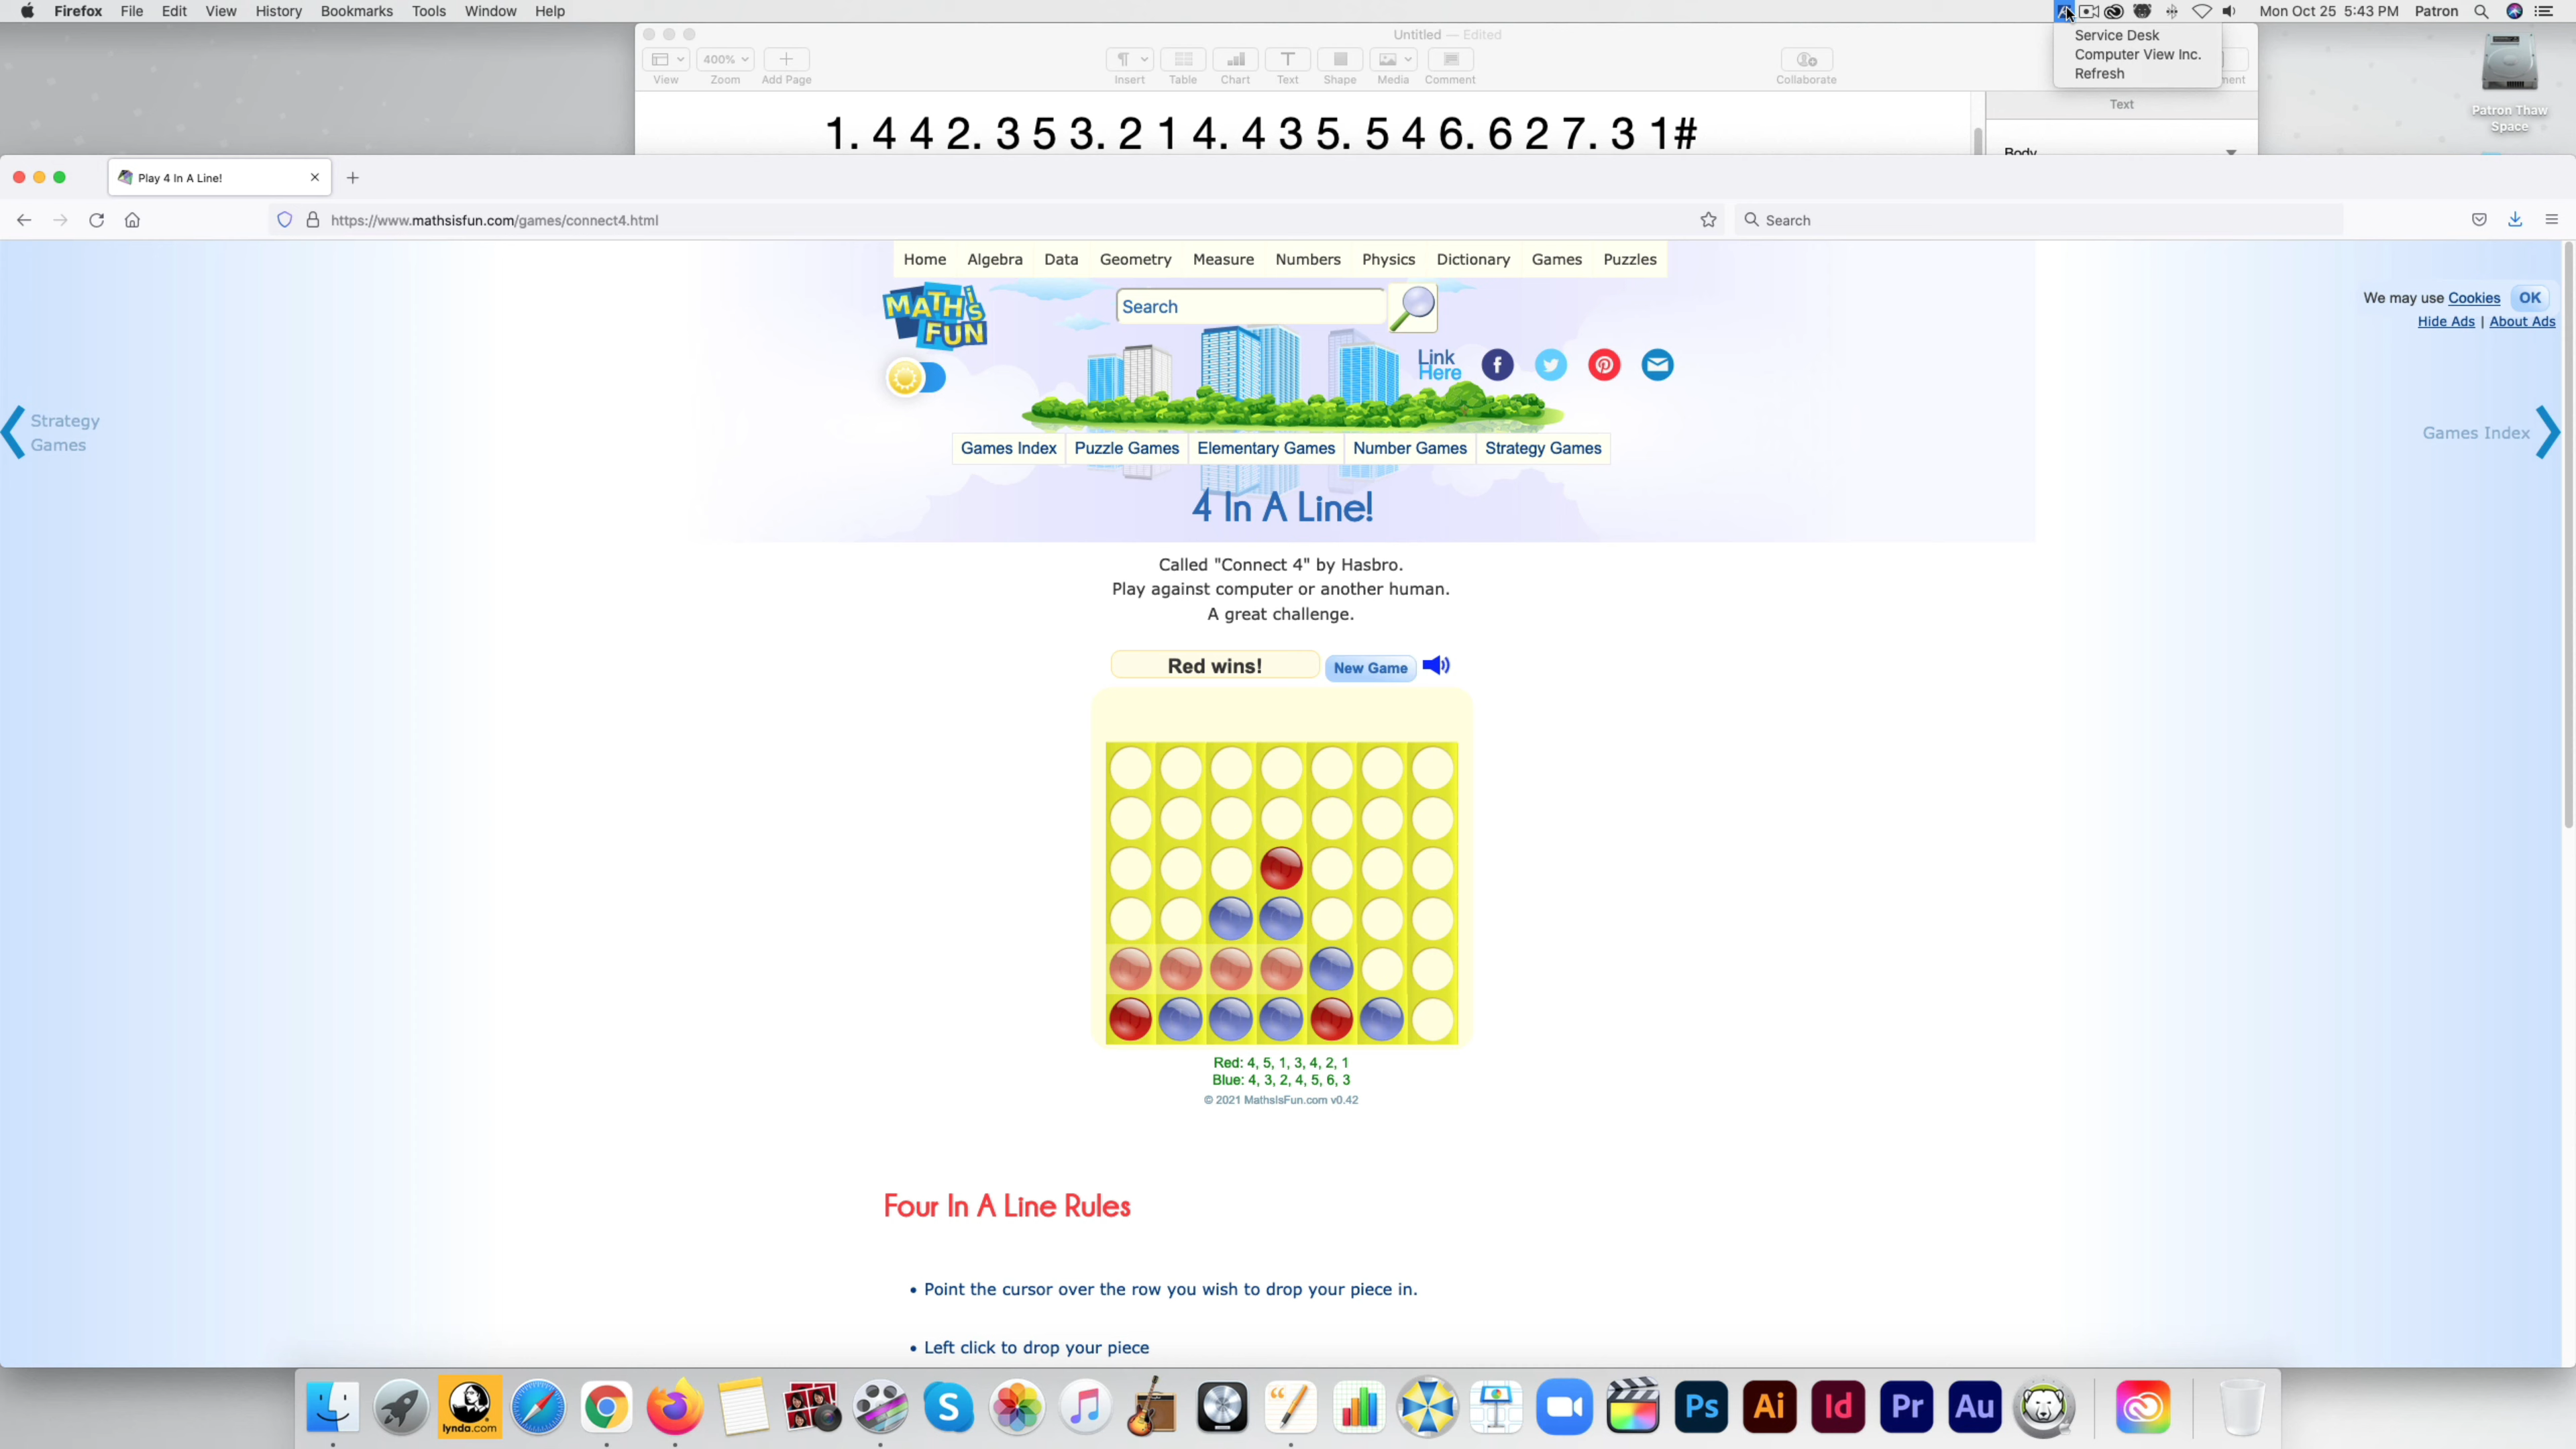 Firefox File Edit View History Bookmarks Tools Window Help
Mon Oct 25 5:43 PM Patron
Service Desk
Computer View Inc.
Refresh
Untitled — Edited
400%
View Zoom Add Page Insert Table Chart Text Shape Media Comment Collaborate
ment
Text
Patron Thaw
Space
1. 4 4 2. 3 5 3. 2 1 4. 4 3 5. 5 4 6. 6 2 7. 3 1#
Body
Play 4 In A Line!
https://www.mathsisfun.com/games/connect4.html
Search
Home Algebra Data Geometry Measure Numbers Physics Dictionary Games Puzzles
MATH is FUN
Search
We may use Cookies OK
Hide Ads | About Ads
Link
Here
Strategy
Games
Games Index
Games Index Puzzle Games Elementary Games Number Games Strategy Games
4 In A Line!
Called "Connect 4" by Hasbro.
Play against computer or another human.
A great challenge.
Red wins! New Game
Red: 4, 5, 1, 3, 4, 2, 1
Blue: 4, 3, 2, 4, 5, 6, 3
© 2021 MathsIsFun.com v0.42
Four In A Line Rules
• Point the cursor over the row you wish to drop your piece in.
• Left click to drop your piece
lynda.com
S
Ps Ai Id Pr Au